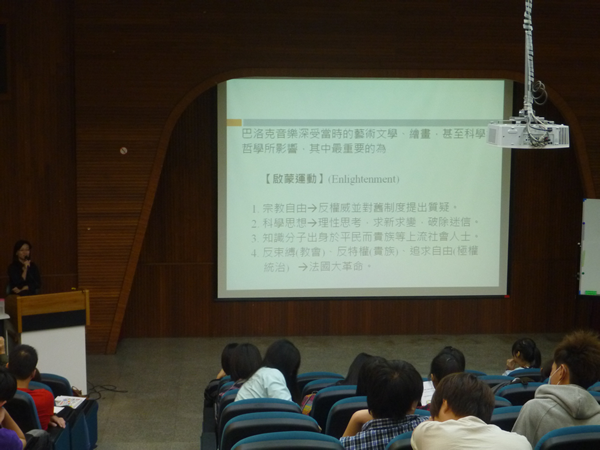 巴洛克音樂深受當時的藝術文學、繪畫,甚至科學
哲學所影響,其中最重要的為
【啟蒙運動】(Enlightenment)
1. 宗教自由→反權威並對舊制度提出質疑。
2. 科學思想→理性思考,求新求變,破除迷信。
3. 知識分子出身於平民而貴族等上流社會人士。
4. 反束縛(教會)、反特權(貴族)、追求自由(極權
統治) →法國大革命。